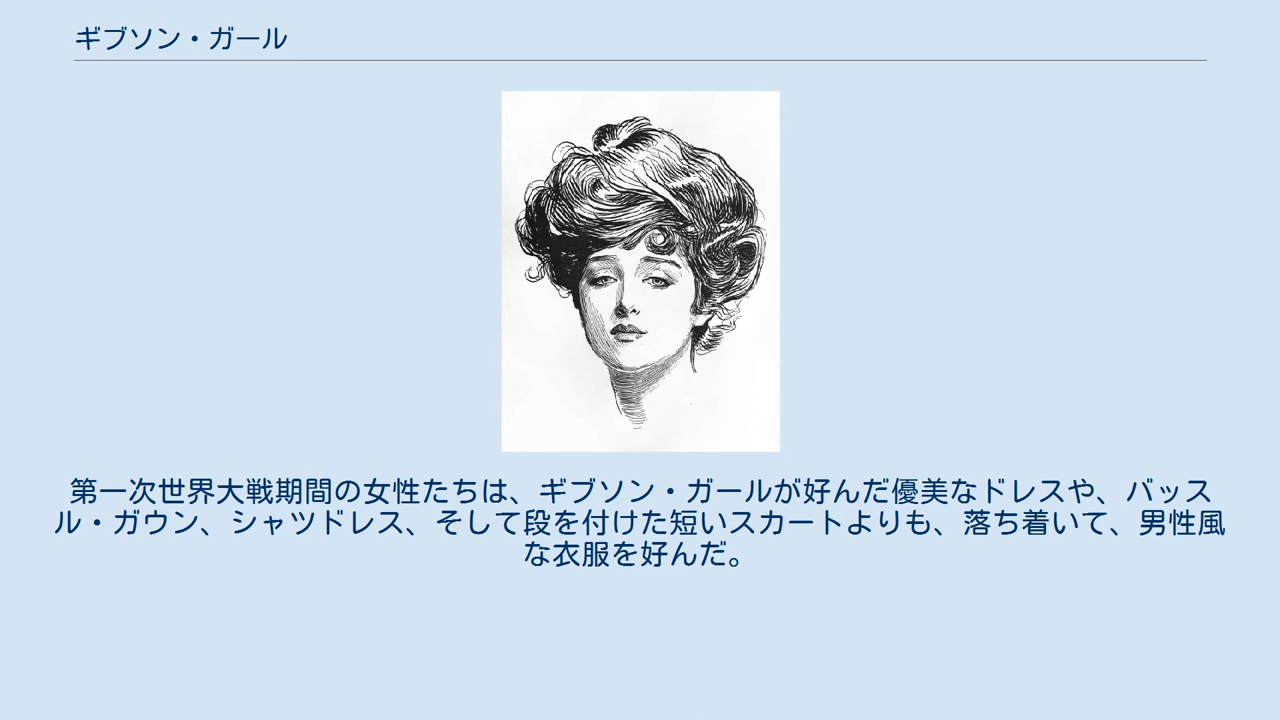 ギブソン・ガール
第一次世界大戦期間の女性たちは、ギブソン・ガールが好んだ優美なドレスや、バッス
ル・ガウン、シャツドレス、そして段を付けた短いスカートよりも、落ち着いて、男性風
な衣服を好んだ。